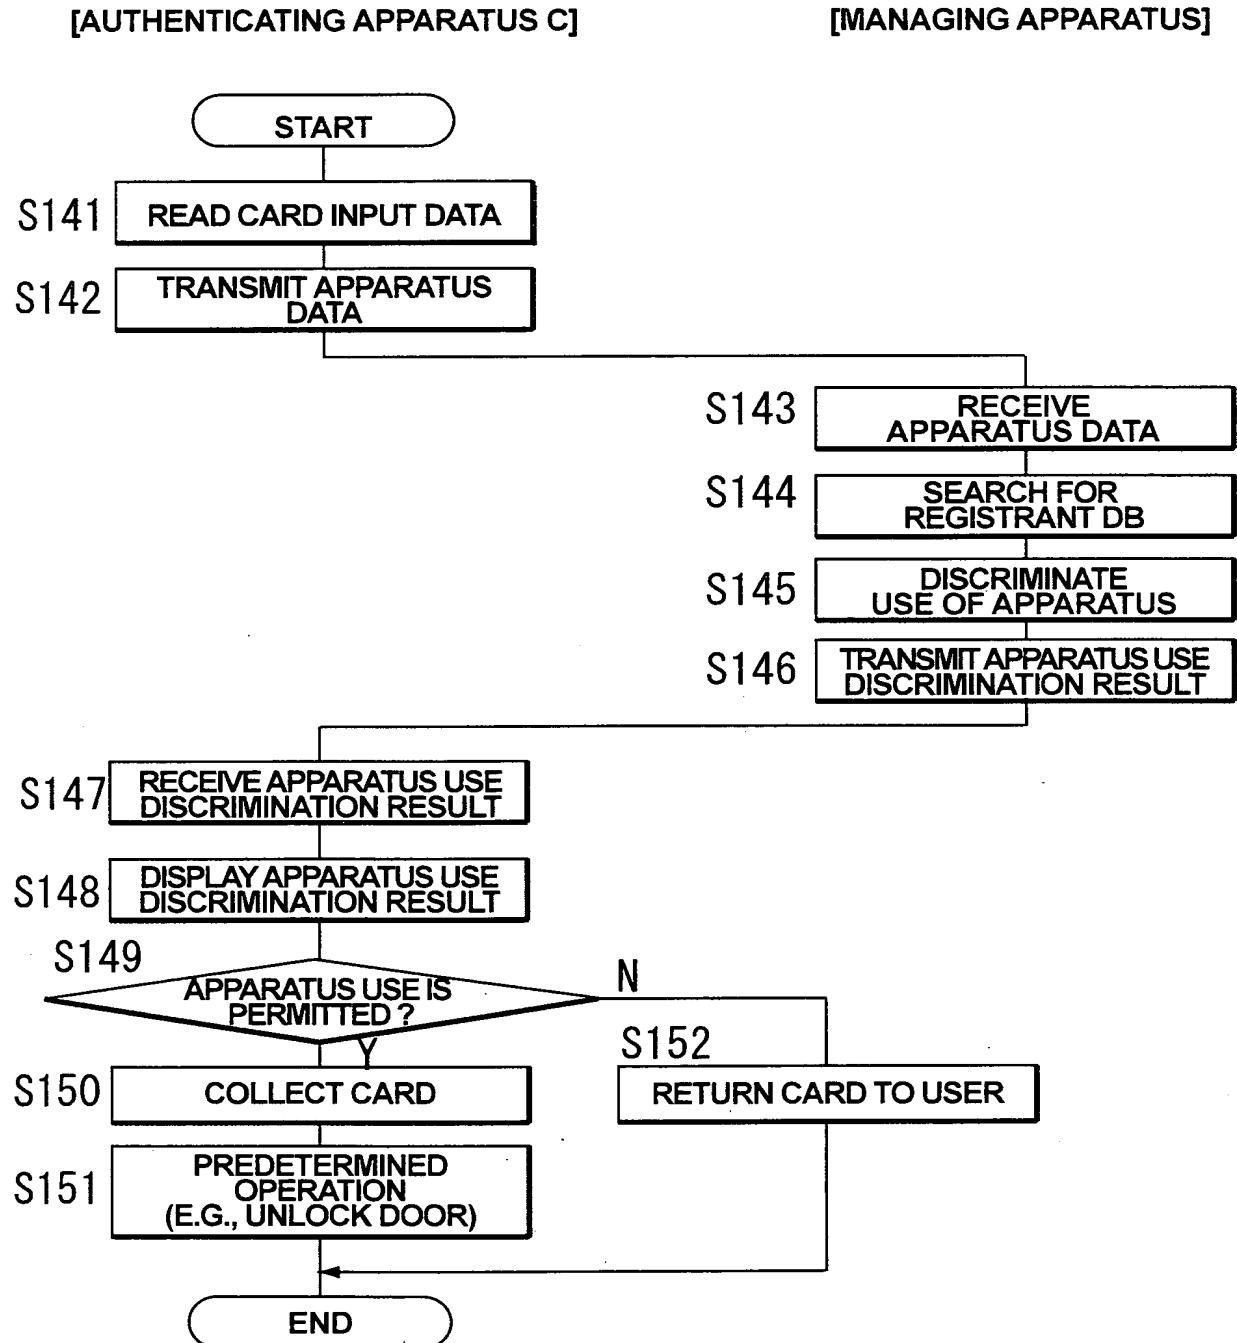 [AUTHENTICATING APPARATUS C]
[MANAGING APPARATUS]
START
S141
READ CARD INPUT DATA
S142
TRANSMIT APPARATUS
DATA
S143
RECEIVE
APPARATUS DATA
S144
SEARCH FOR
REGISTRANT DB
S145
DISCRIMINATE
USE OF APPARATUS
S146
TRANSMIT APPARATUS USE
DISCRIMINATION RESULT
S147
RECEIVE APPARATUS USE
DISCRIMINATION RESULT
S148
DISPLAY APPARATUS USE
DISCRIMINATION RESULT
S149
APPARATUS USE IS
PERMITTED ?
N
Y
S150
COLLECT CARD
S152
RETURN CARD TO USER
S151
PREDETERMINED
OPERATION
(E.G., UNLOCK DOOR)
END